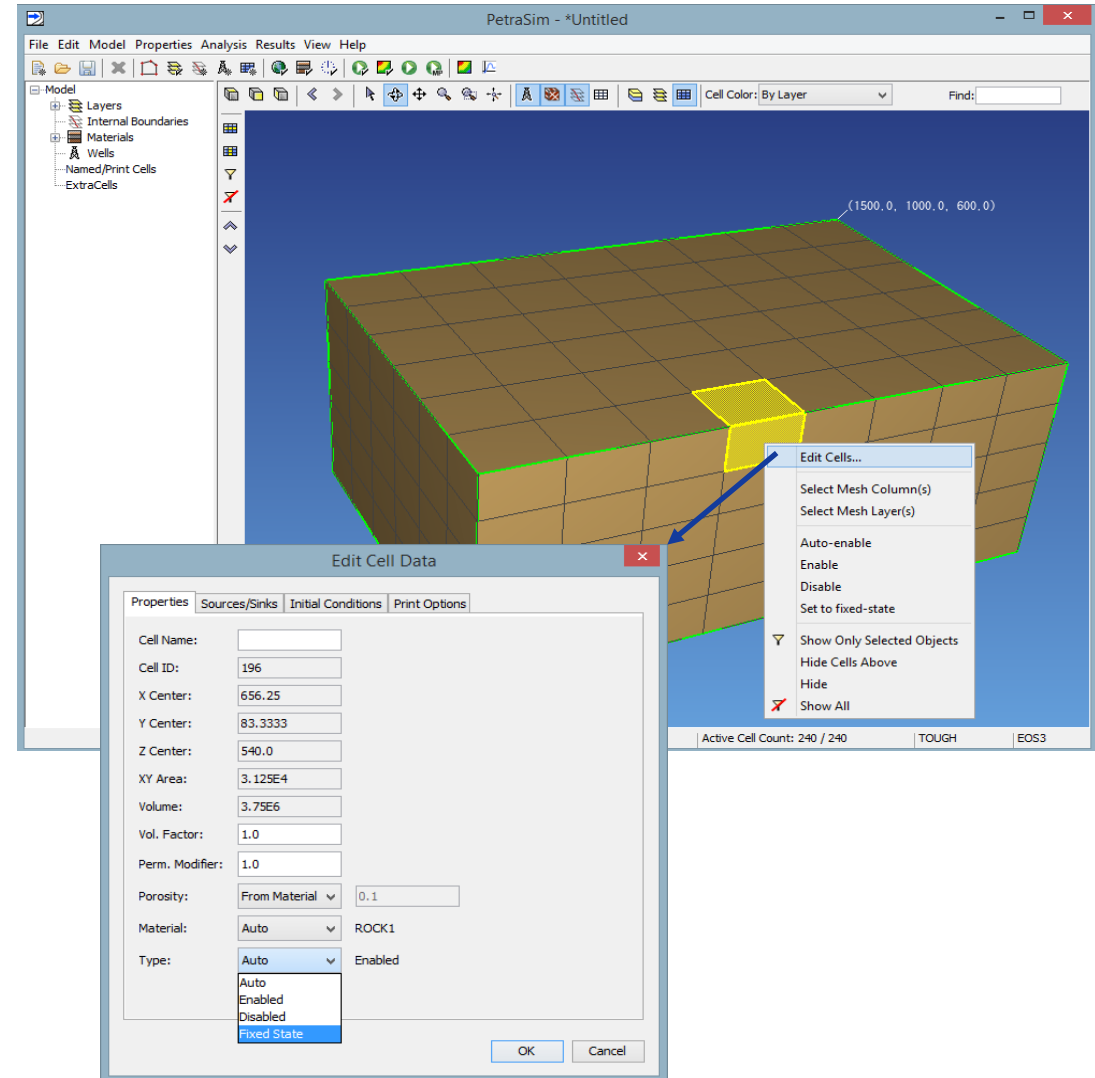 PetraSim - *Untitled
File Edit Model Properties Analysis Results View Help
Model
Layers
Internal Boundaries
Materials
Wells
Named/Print Cells
ExtraCells
Cell Color: By Layer
Find:
(1500.0, 1000.0, 600.0)
Edit Cells...
Select Mesh Column(s)
Select Mesh Layer(s)
Auto-enable
Enable
Disable
Set to fixed-state
Show Only Selected Objects
Hide Cells Above
Hide
Show All
Active Cell Count: 240 / 240 TOUGH EOS3
Edit Cell Data
Properties Sources/Sinks Initial Conditions Print Options
Cell Name:
Cell ID: 196
X Center: 656.25
Y Center: 83.3333
Z Center: 540.0
XY Area: 3.125E4
Volume: 3.75E6
Vol. Factor: 1.0
Perm. Modifier: 1.0
Porosity: From Material 0.1
Material: Auto ROCK1
Type: Auto Enabled
Auto
Enabled
Disabled
Fixed State
OK Cancel